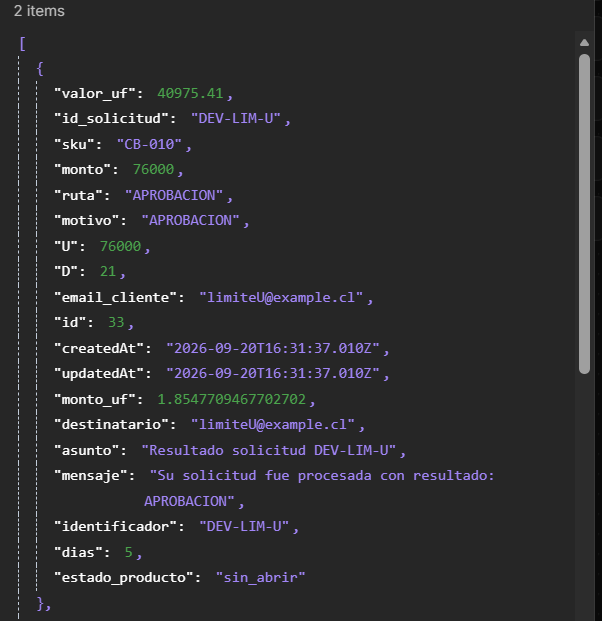 2 items
[
{
"valor_uf": 40975.41,
"id_solicitud": "DEV-LIM-U",
"sku": "CB-010",
"monto": 76000,
"ruta": "APROBACION",
"motivo": "APROBACION",
"U": 76000,
"D": 21,
"email_cliente": "limiteU@example.cl",
"id": 33,
"createdAt": "2026-09-20T16:31:37.010Z",
"updatedAt": "2026-09-20T16:31:37.010Z",
"monto_uf": 1.8547709467702702,
"destinatario": "limiteU@example.cl",
"asunto": "Resultado solicitud DEV-LIM-U",
"mensaje": "Su solicitud fue procesada con resultado:
APROBACION",
"identificador": "DEV-LIM-U",
"dias": 5,
"estado_producto": "sin_abrir"
},